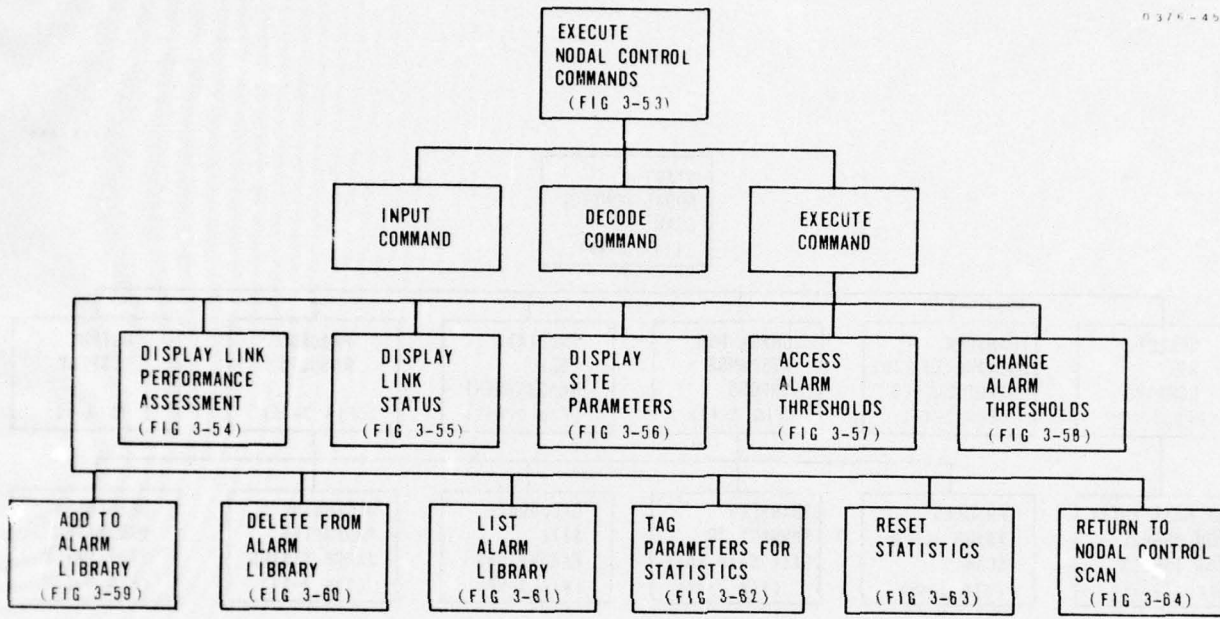 EXECUTE
NODAL CONTROL
COMMANDS
(FIG 3-53)
INPUT
COMMAND
DECODE
COMMAND
EXECUTE
COMMAND
DISPLAY LINK
PERFORMANCE
ASSESSMENT
(FIG 3-54)
DISPLAY
LINK
STATUS
(FIG 3-55)
DISPLAY
SITE
PARAMETERS
(FIG 3-56)
ACCESS
ALARM
THRESHOLDS
(FIG 3-57)
CHANGE
ALARM
THRESHOLDS
(FIG 3-58)
ADD TO
ALARM
LIBRARY
(FIG 3-59)
DELETE FROM
ALARM
LIBRARY
(FIG 3-60)
LIST
ALARM
LIBRARY
(FIG 3-61)
TAG
PARAMETERS FOR
STATISTICS
(FIG 3-62)
RESET
STATISTICS
(FIG 3-63)
RETURN TO
NODAL CONTROL
SCAN
(FIG 3-64)